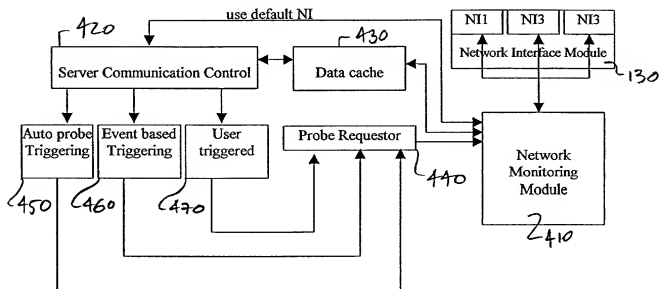 use default NI
NI1 NI3 NI3
Network Interface Module
130
420
Server Communication Control
430
Data cache
Auto probe
Triggering
450
Event based
Triggering
460
User
triggered
470
Probe Requestor
440
Network
Monitoring
Module
410